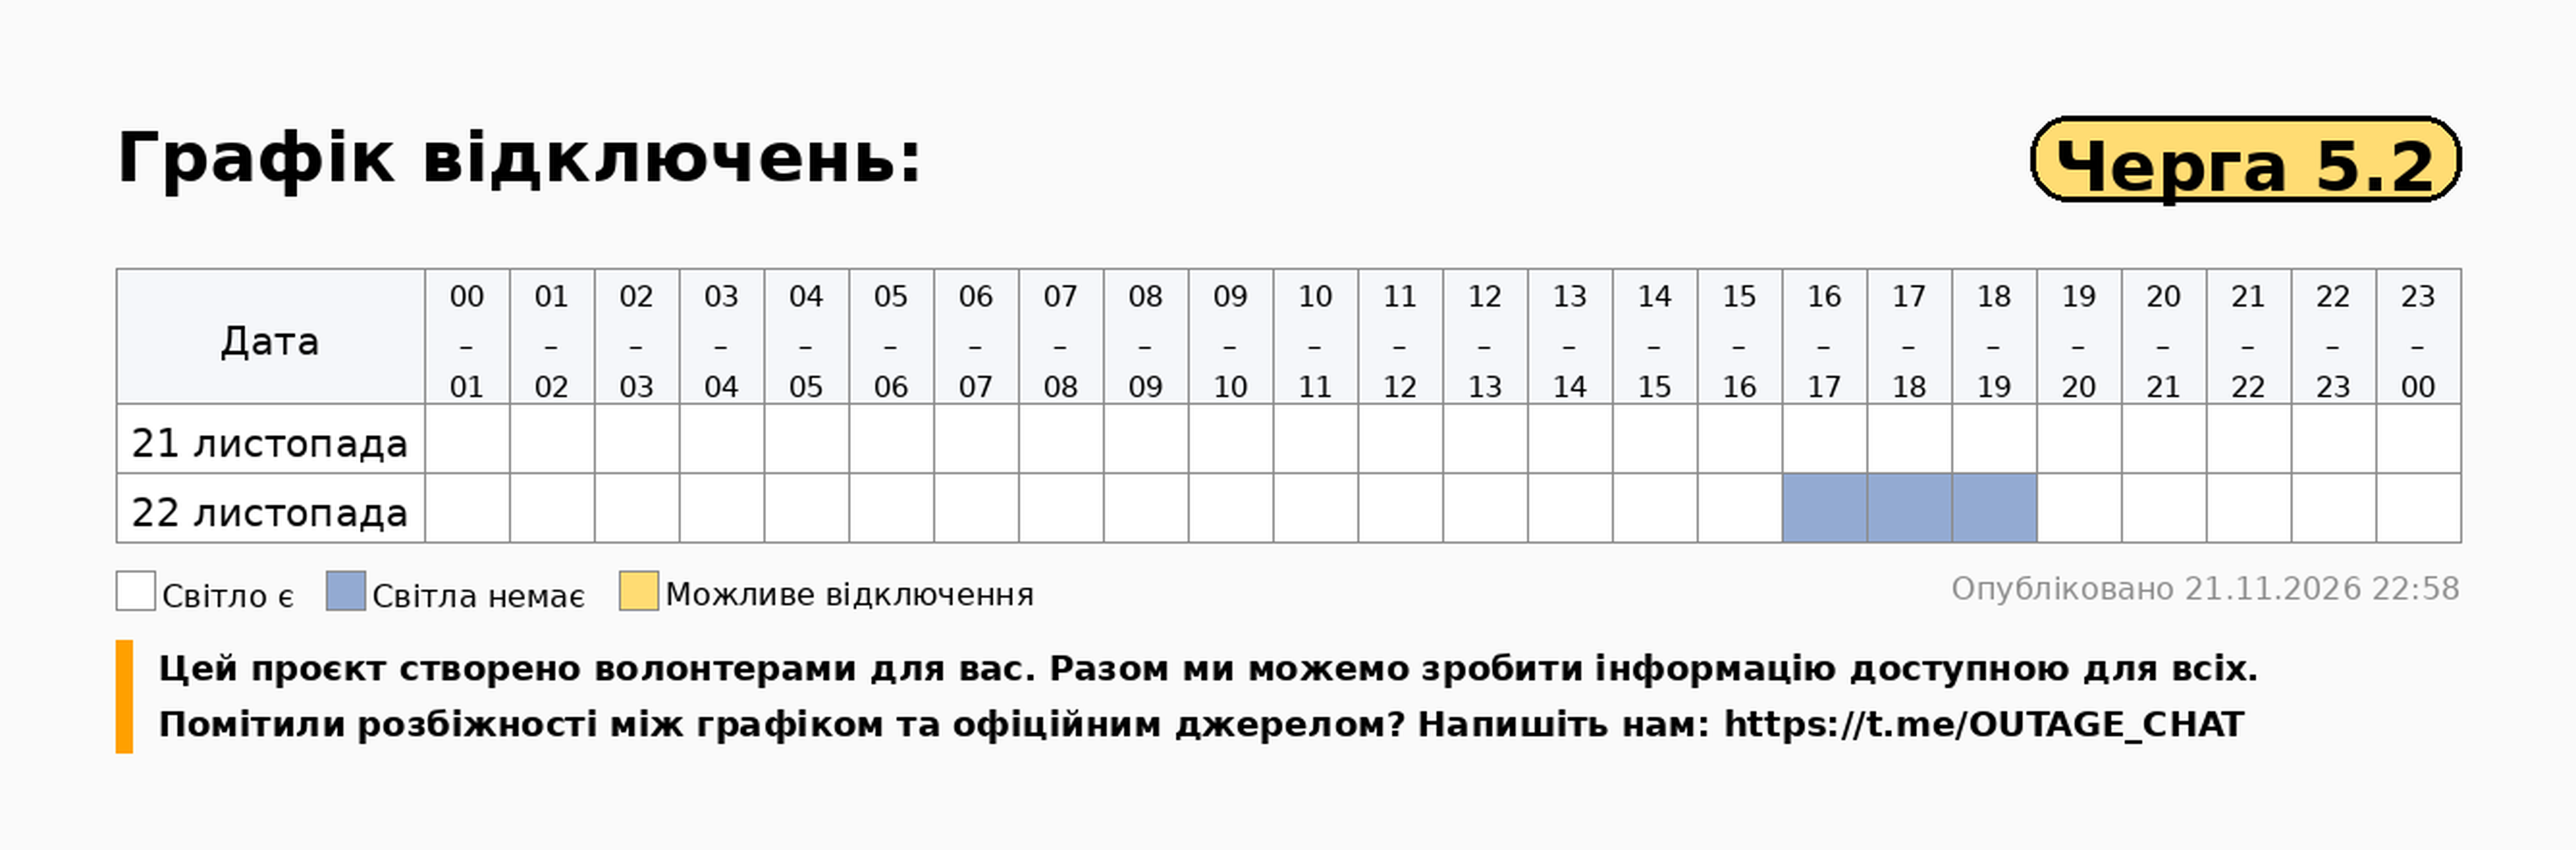 Графік відключень:
Черга 5.2
Дата 00–01 01–02 02–03 03–04 04–05 05–06 06–07 07–08 08–09 09–10 10–11 11–12 12–13 13–14 14–15 15–16 16–17 17–18 18–19 19–20 20–21 21–22 22–23 23–00
21 листопада
22 листопада
Світло є Світла немає Можливе відключення
Опубліковано 21.11.2026 22:58
Цей проєкт створено волонтерами для вас. Разом ми можемо зробити інформацію доступною для всіх.
Помітили розбіжності між графіком та офіційним джерелом? Напишіть нам: https://t.me/OUTAGE_CHAT